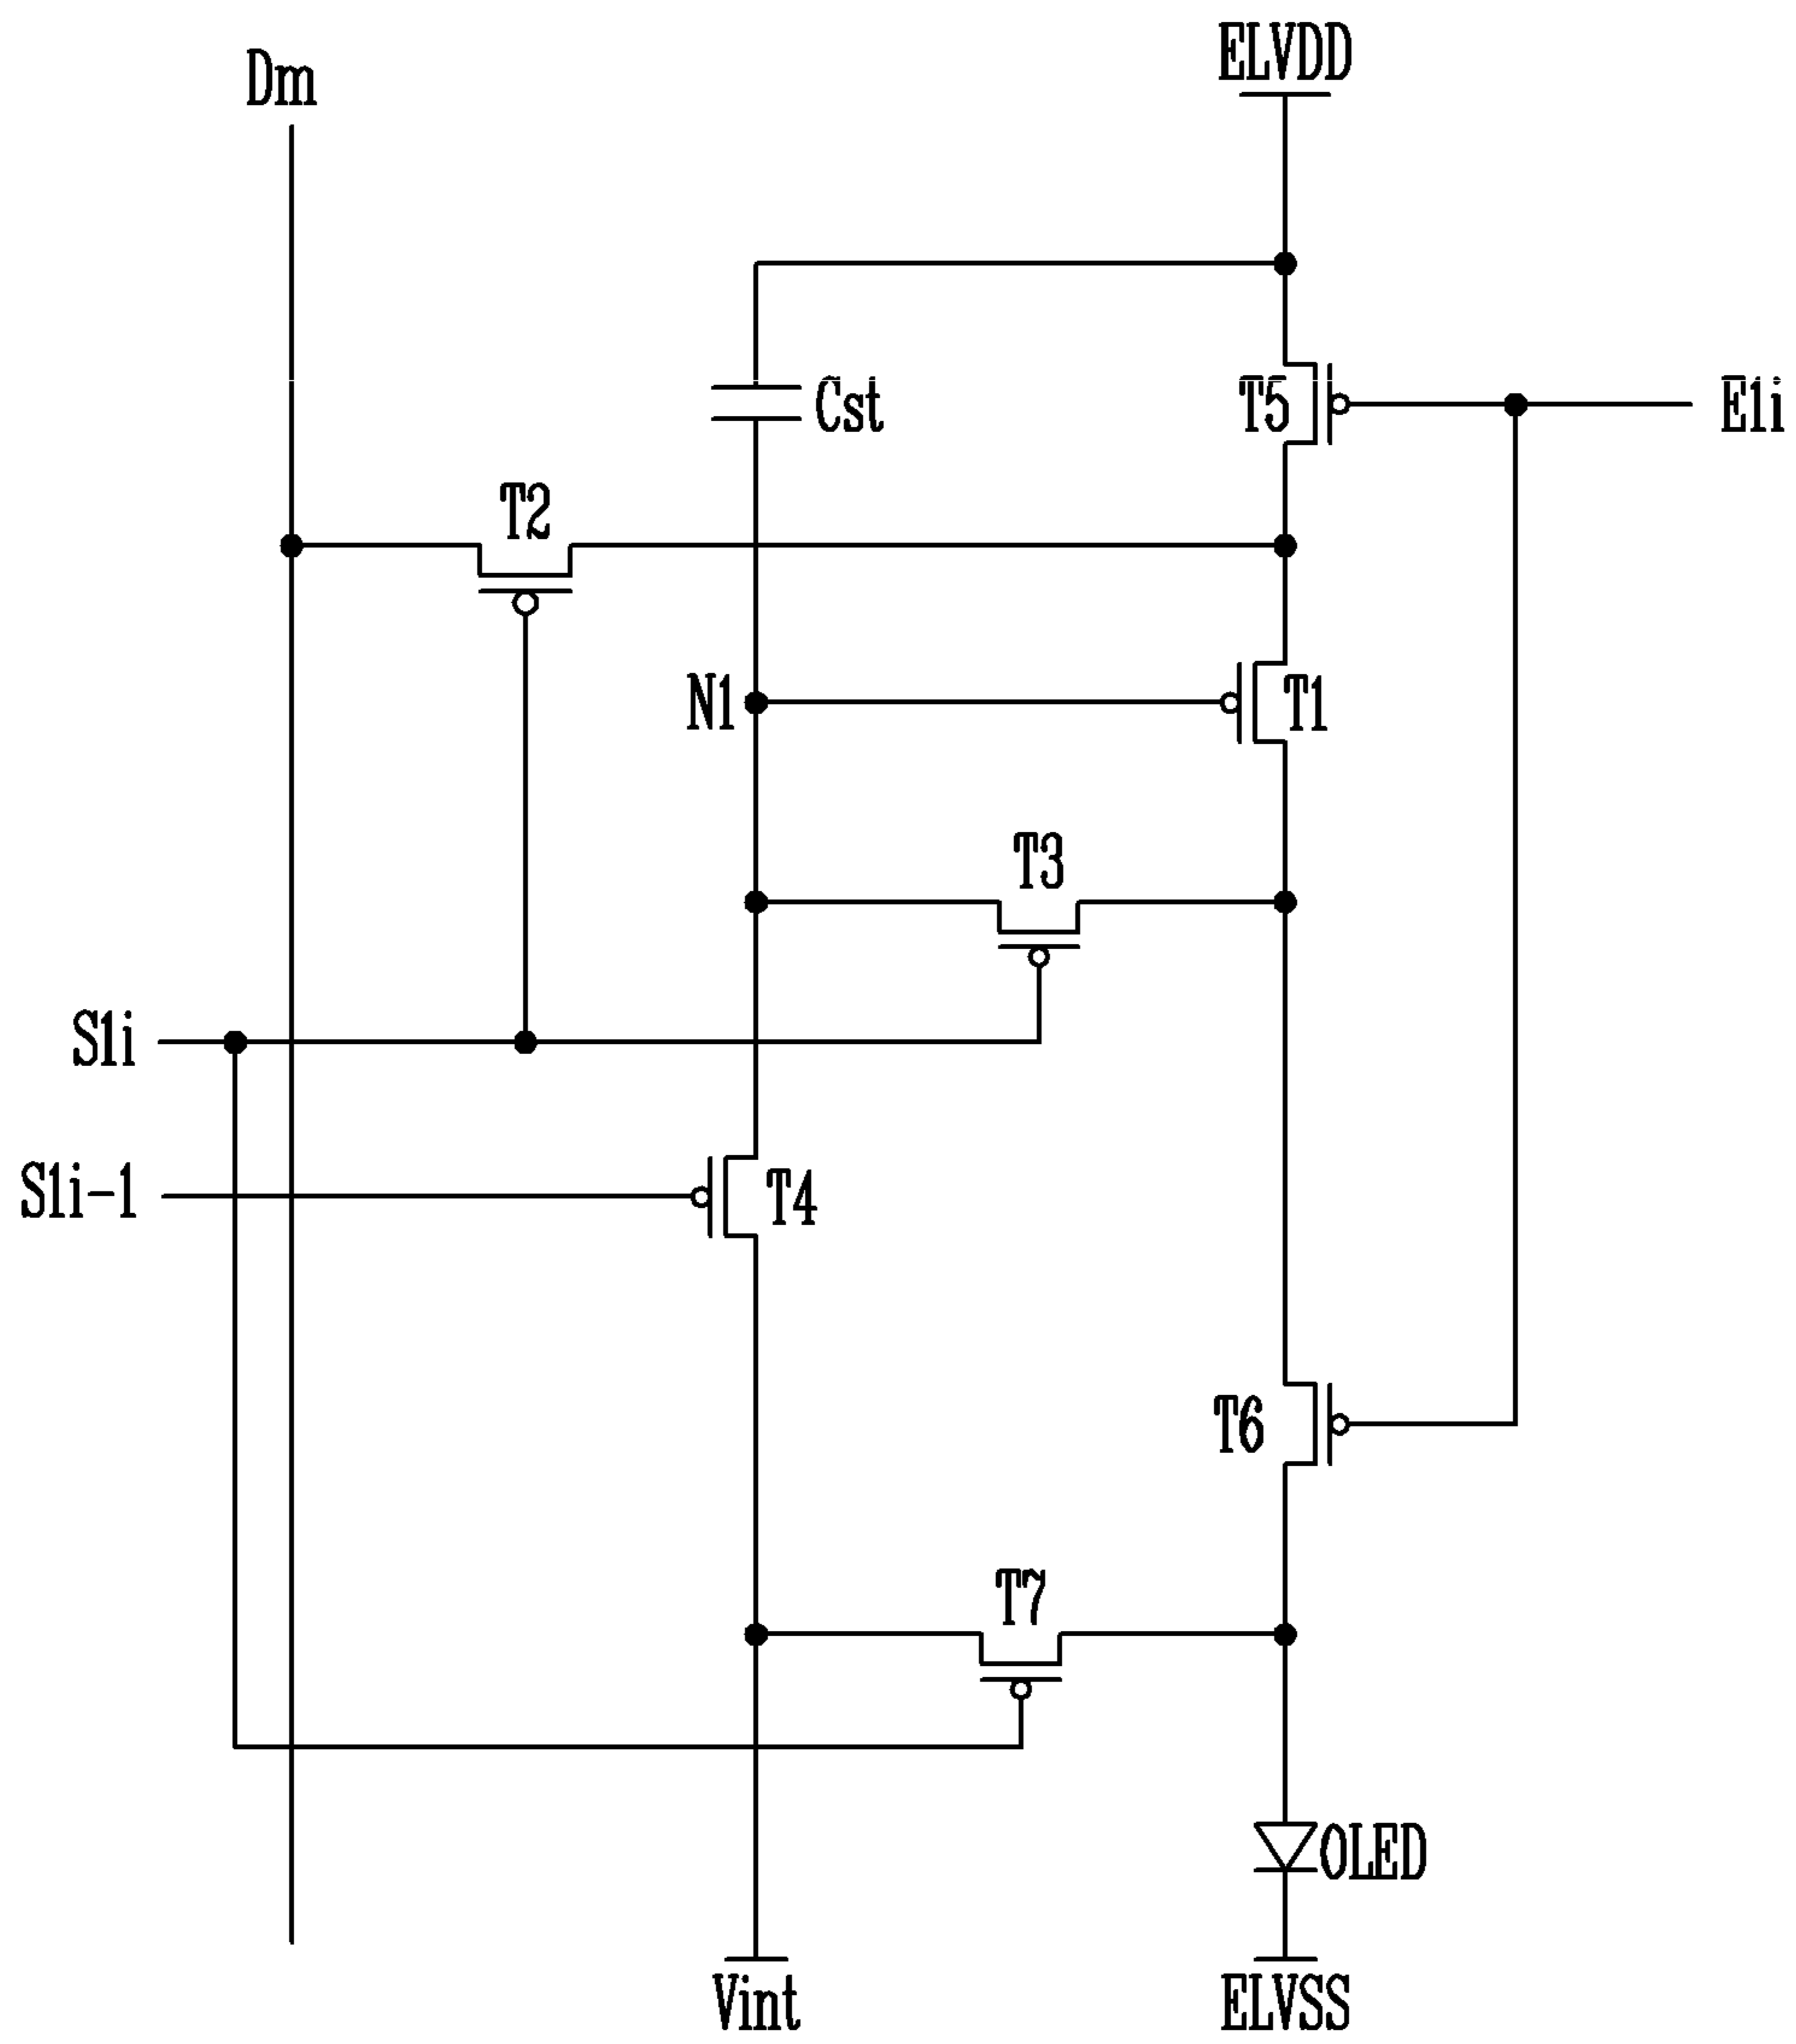 ELVDD
Dm
Cst
T5
E1i
T2
N1
T1
T3
S1i
S1i-1
T4
T6
T7
OLED
Vint
ELVSS